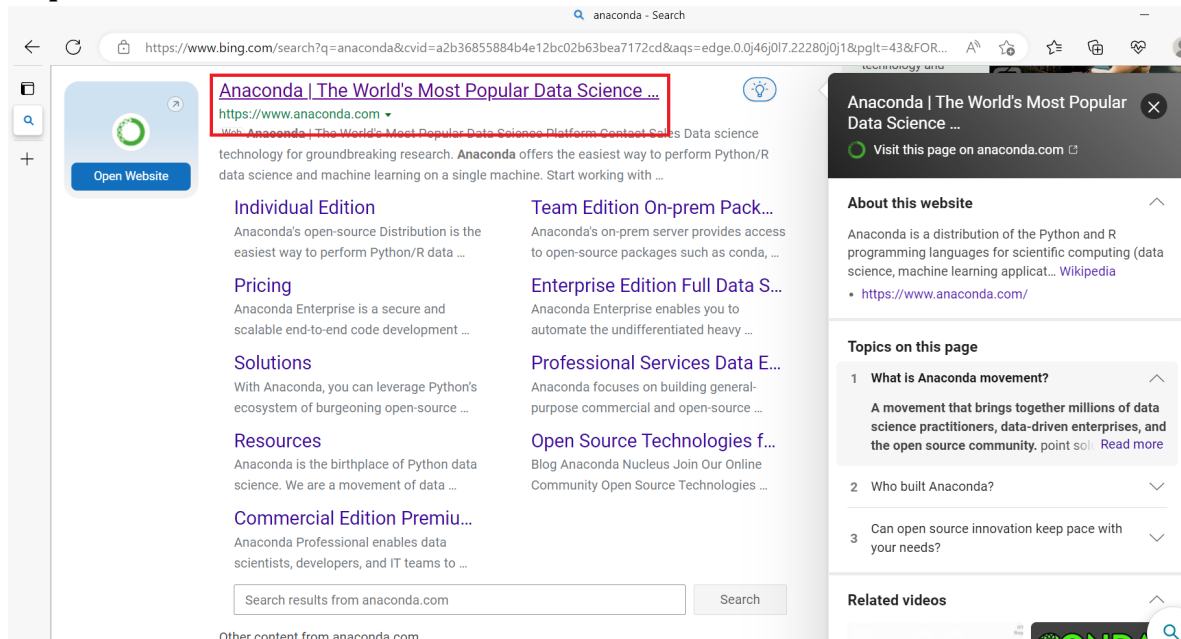 anaconda - Search
https://www.bing.com/search?q=anaconda&cvid=a2b36855884b4e12bc02b63bea7172cd&aqs=edge.0.0j46j0l7.22280j0j1&pglt=43&FOR...
technology and
Open Website
Anaconda | The World's Most Popular Data Science ...
https://www.anaconda.com
Web Anaconda | The World's Most Popular Data Science Platform Contact Sales Data science
technology for groundbreaking research. Anaconda offers the easiest way to perform Python/R
data science and machine learning on a single machine. Start working with ...
Individual Edition
Anaconda's open-source Distribution is the
easiest way to perform Python/R data ...
Team Edition On-prem Pack...
Anaconda's on-prem server provides access
to open-source packages such as conda, ...
Pricing
Anaconda Enterprise is a secure and
scalable end-to-end code development ...
Enterprise Edition Full Data S...
Anaconda Enterprise enables you to
automate the undifferentiated heavy ...
Solutions
With Anaconda, you can leverage Python's
ecosystem of burgeoning open-source ...
Professional Services Data E...
Anaconda focuses on building general-
purpose commercial and open-source ...
Resources
Anaconda is the birthplace of Python data
science. We are a movement of data ...
Open Source Technologies f...
Blog Anaconda Nucleus Join Our Online
Community Open Source Technologies ...
Commercial Edition Premiu...
Anaconda Professional enables data
scientists, developers, and IT teams to ...
Search results from anaconda.com
Search
Other content from anaconda.com
Anaconda | The World's Most Popular
Data Science ...
Visit this page on anaconda.com
About this website
Anaconda is a distribution of the Python and R
programming languages for scientific computing (data
science, machine learning applicat... Wikipedia
• https://www.anaconda.com/
Topics on this page
1 What is Anaconda movement?
A movement that brings together millions of data
science practitioners, data-driven enterprises, and
the open source community. point sol Read more
2 Who built Anaconda?
3 Can open source innovation keep pace with
your needs?
Related videos